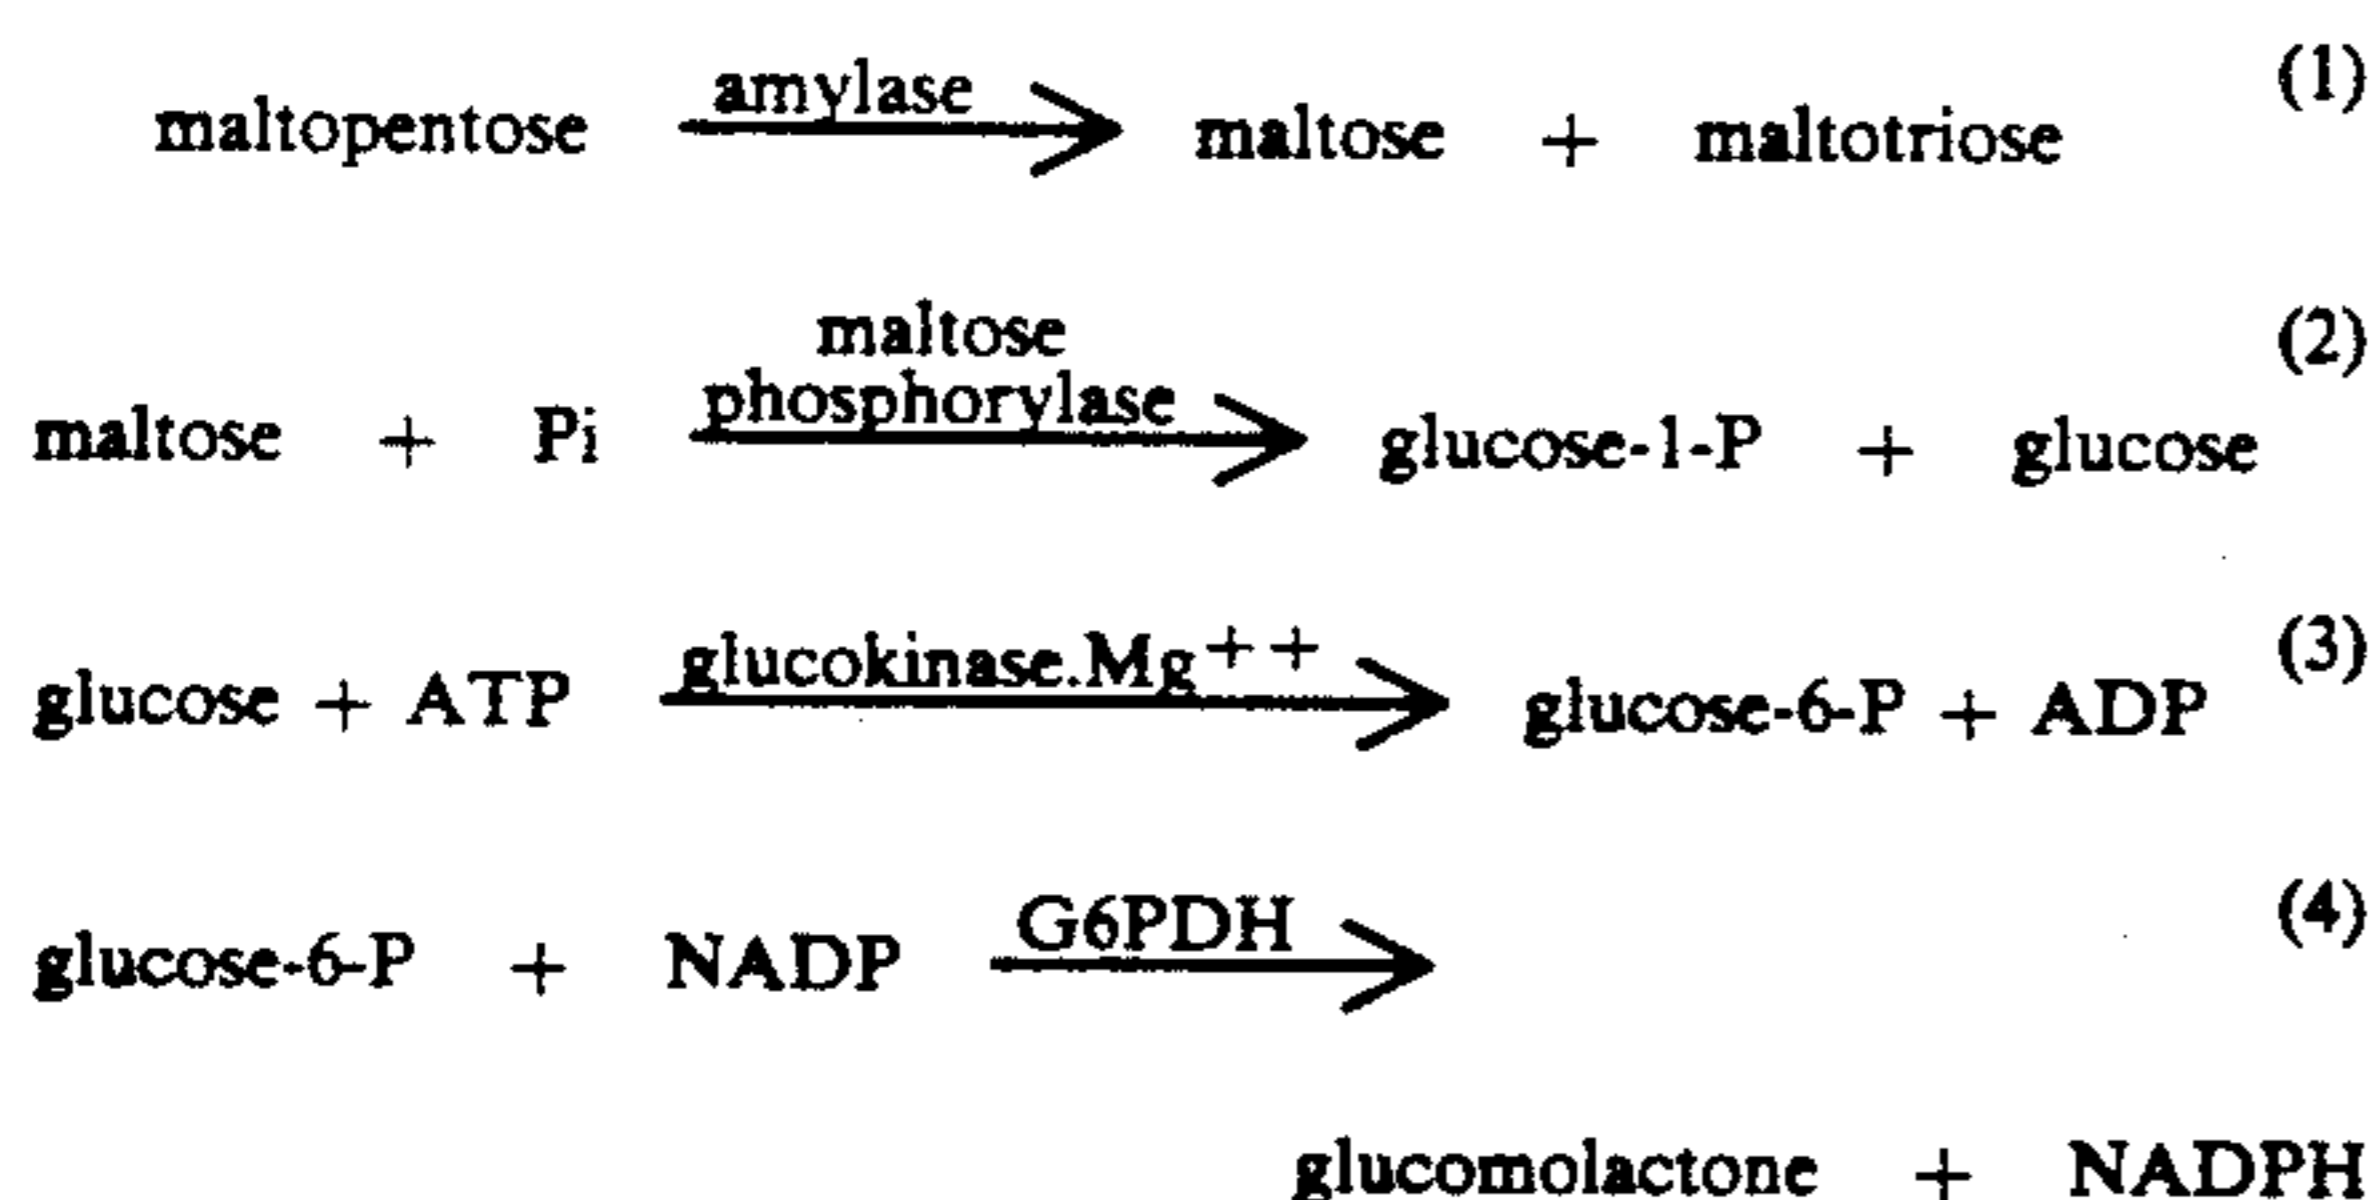 maltopentose amylase maltose + maltotriose (1)
maltose + Pi maltose phosphorylase glucose-1-P + glucose (2)
glucose + ATP glucokinase.Mg++ glucose-6-P + ADP (3)
glucose-6-P + NADP G6PDH (4)
glucomolactone + NADPH